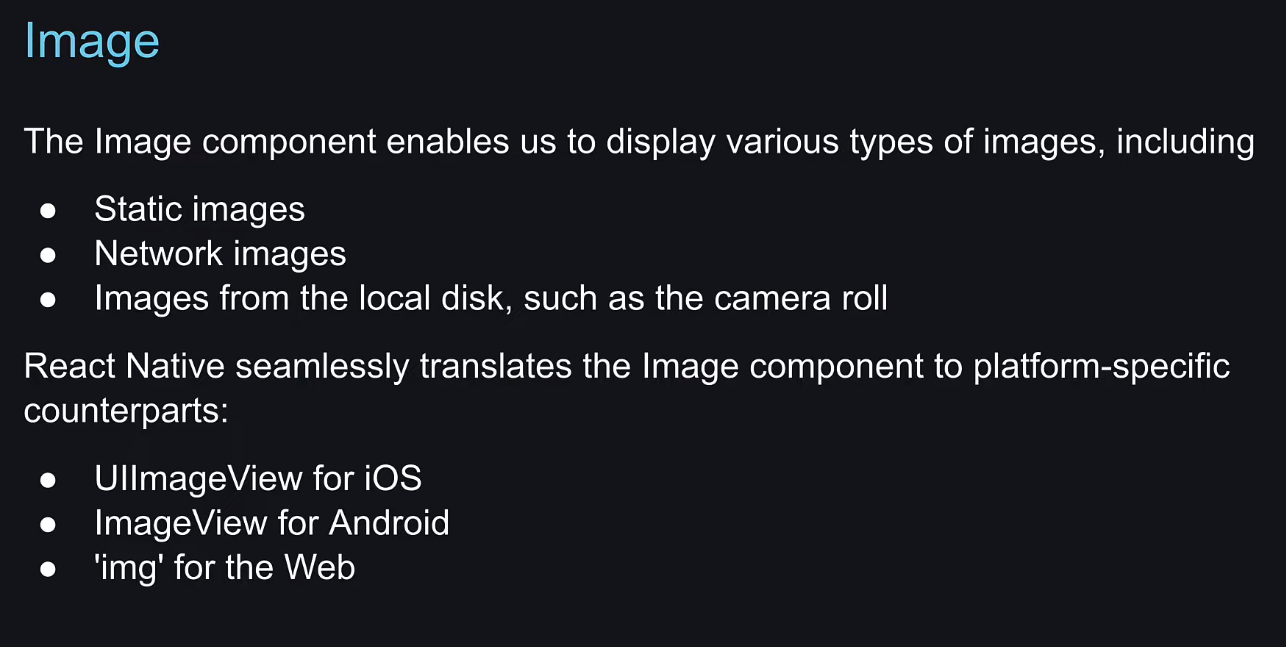 Image
The Image component enables us to display various types of images, including
● Static images
● Network images
● Images from the local disk, such as the camera roll
React Native seamlessly translates the Image component to platform-specific
counterparts:
● UIImageView for iOS
● ImageView for Android
● 'img' for the Web